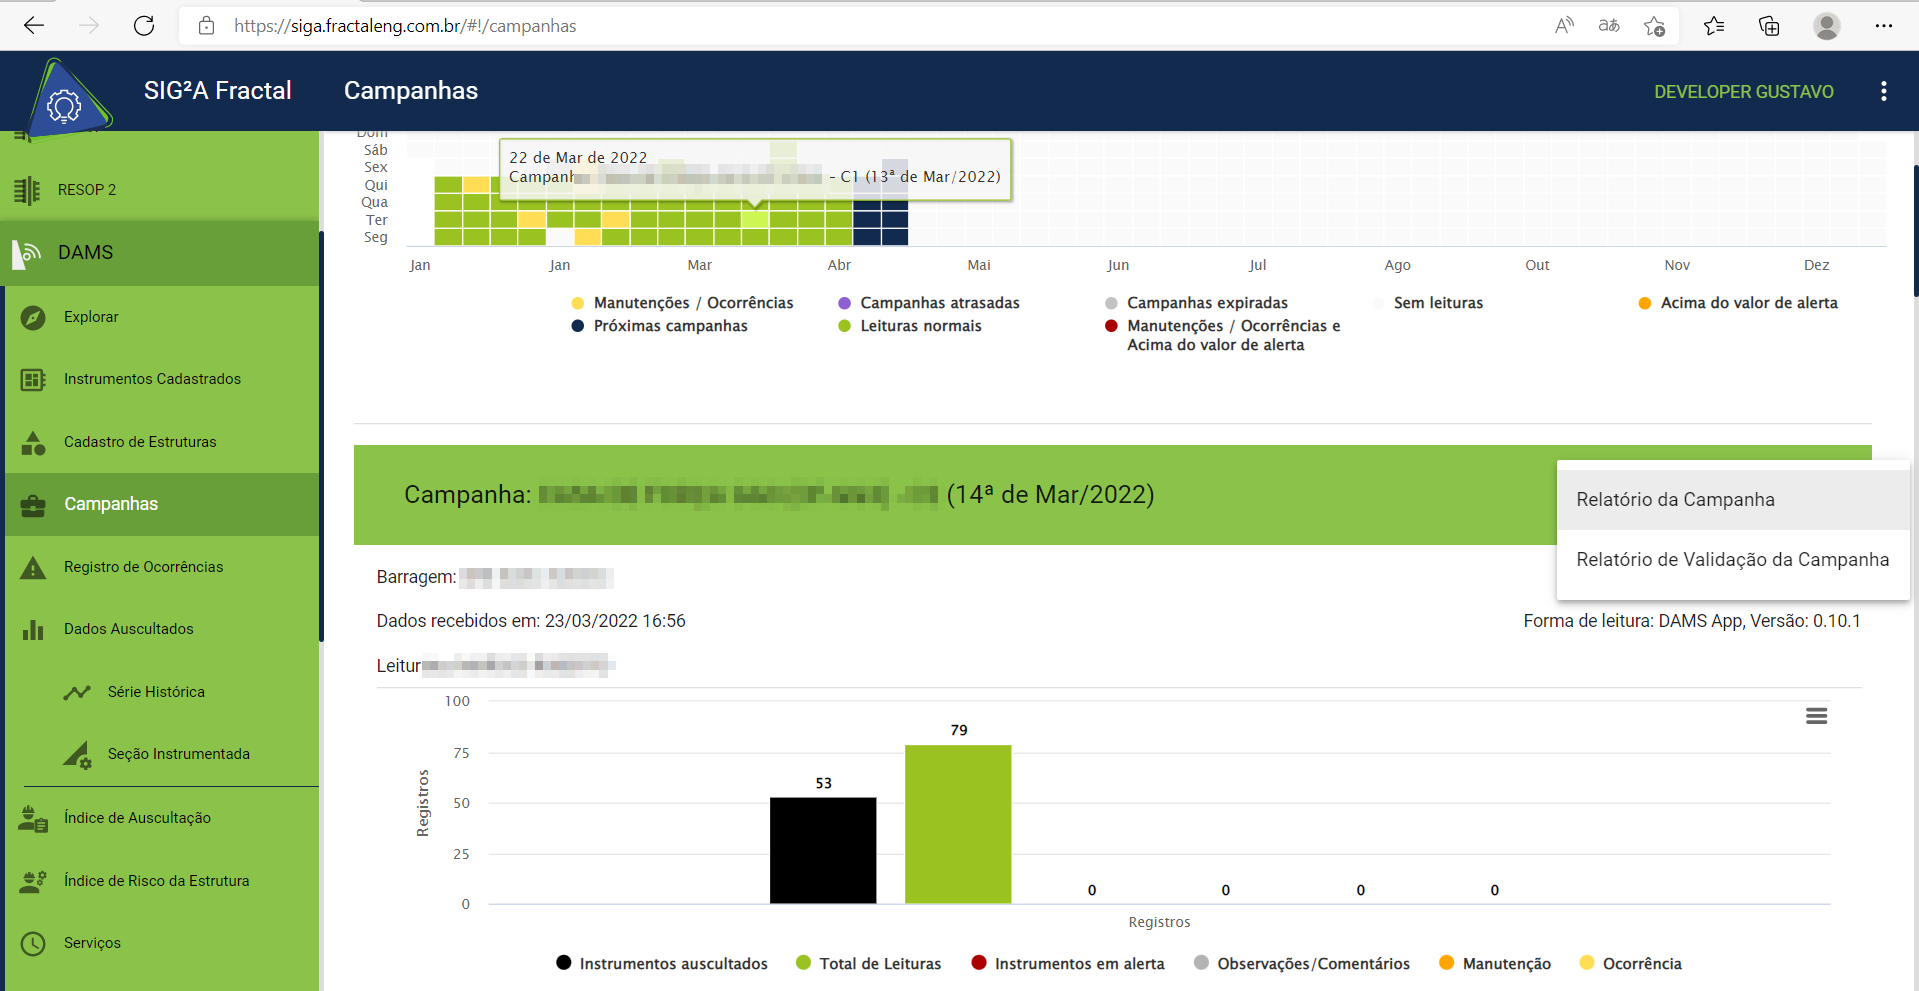 https://siga.fractaleng.com.br/#!/campanhas
SIG²A Fractal
Campanhas
DEVELOPER GUSTAVO
RESOP 2
DAMS
Explorar
Instrumentos Cadastrados
Cadastro de Estruturas
Campanhas
Registro de Ocorrências
Dados Auscultados
Série Histórica
Seção Instrumentada
Índice de Auscultação
Índice de Risco da Estrutura
Serviços
Dom
Sáb
Sex
Qui
Qua
Ter
Seg
22 de Mar de 2022
Campanha - C1 (13ª de Mar/2022)
Jan Jan Mar Abr Mai Jun Jul Ago Out Nov Dez
Manutenções / Ocorrências
Campanhas atrasadas
Campanhas expiradas
Sem leituras
Acima do valor de alerta
Próximas campanhas
Leituras normais
Manutenções / Ocorrências e
Acima do valor de alerta
Campanha: (14ª de Mar/2022)
Relatório da Campanha
Relatório de Validação da Campanha
Barragem:
Dados recebidos em: 23/03/2022 16:56
Forma de leitura: DAMS App, Versão: 0.10.1
Leitur
100
75
50
25
0
Registros
53
79
0
0
0
0
Registros
Instrumentos auscultados
Total de Leituras
Instrumentos em alerta
Observações/Comentários
Manutenção
Ocorrência